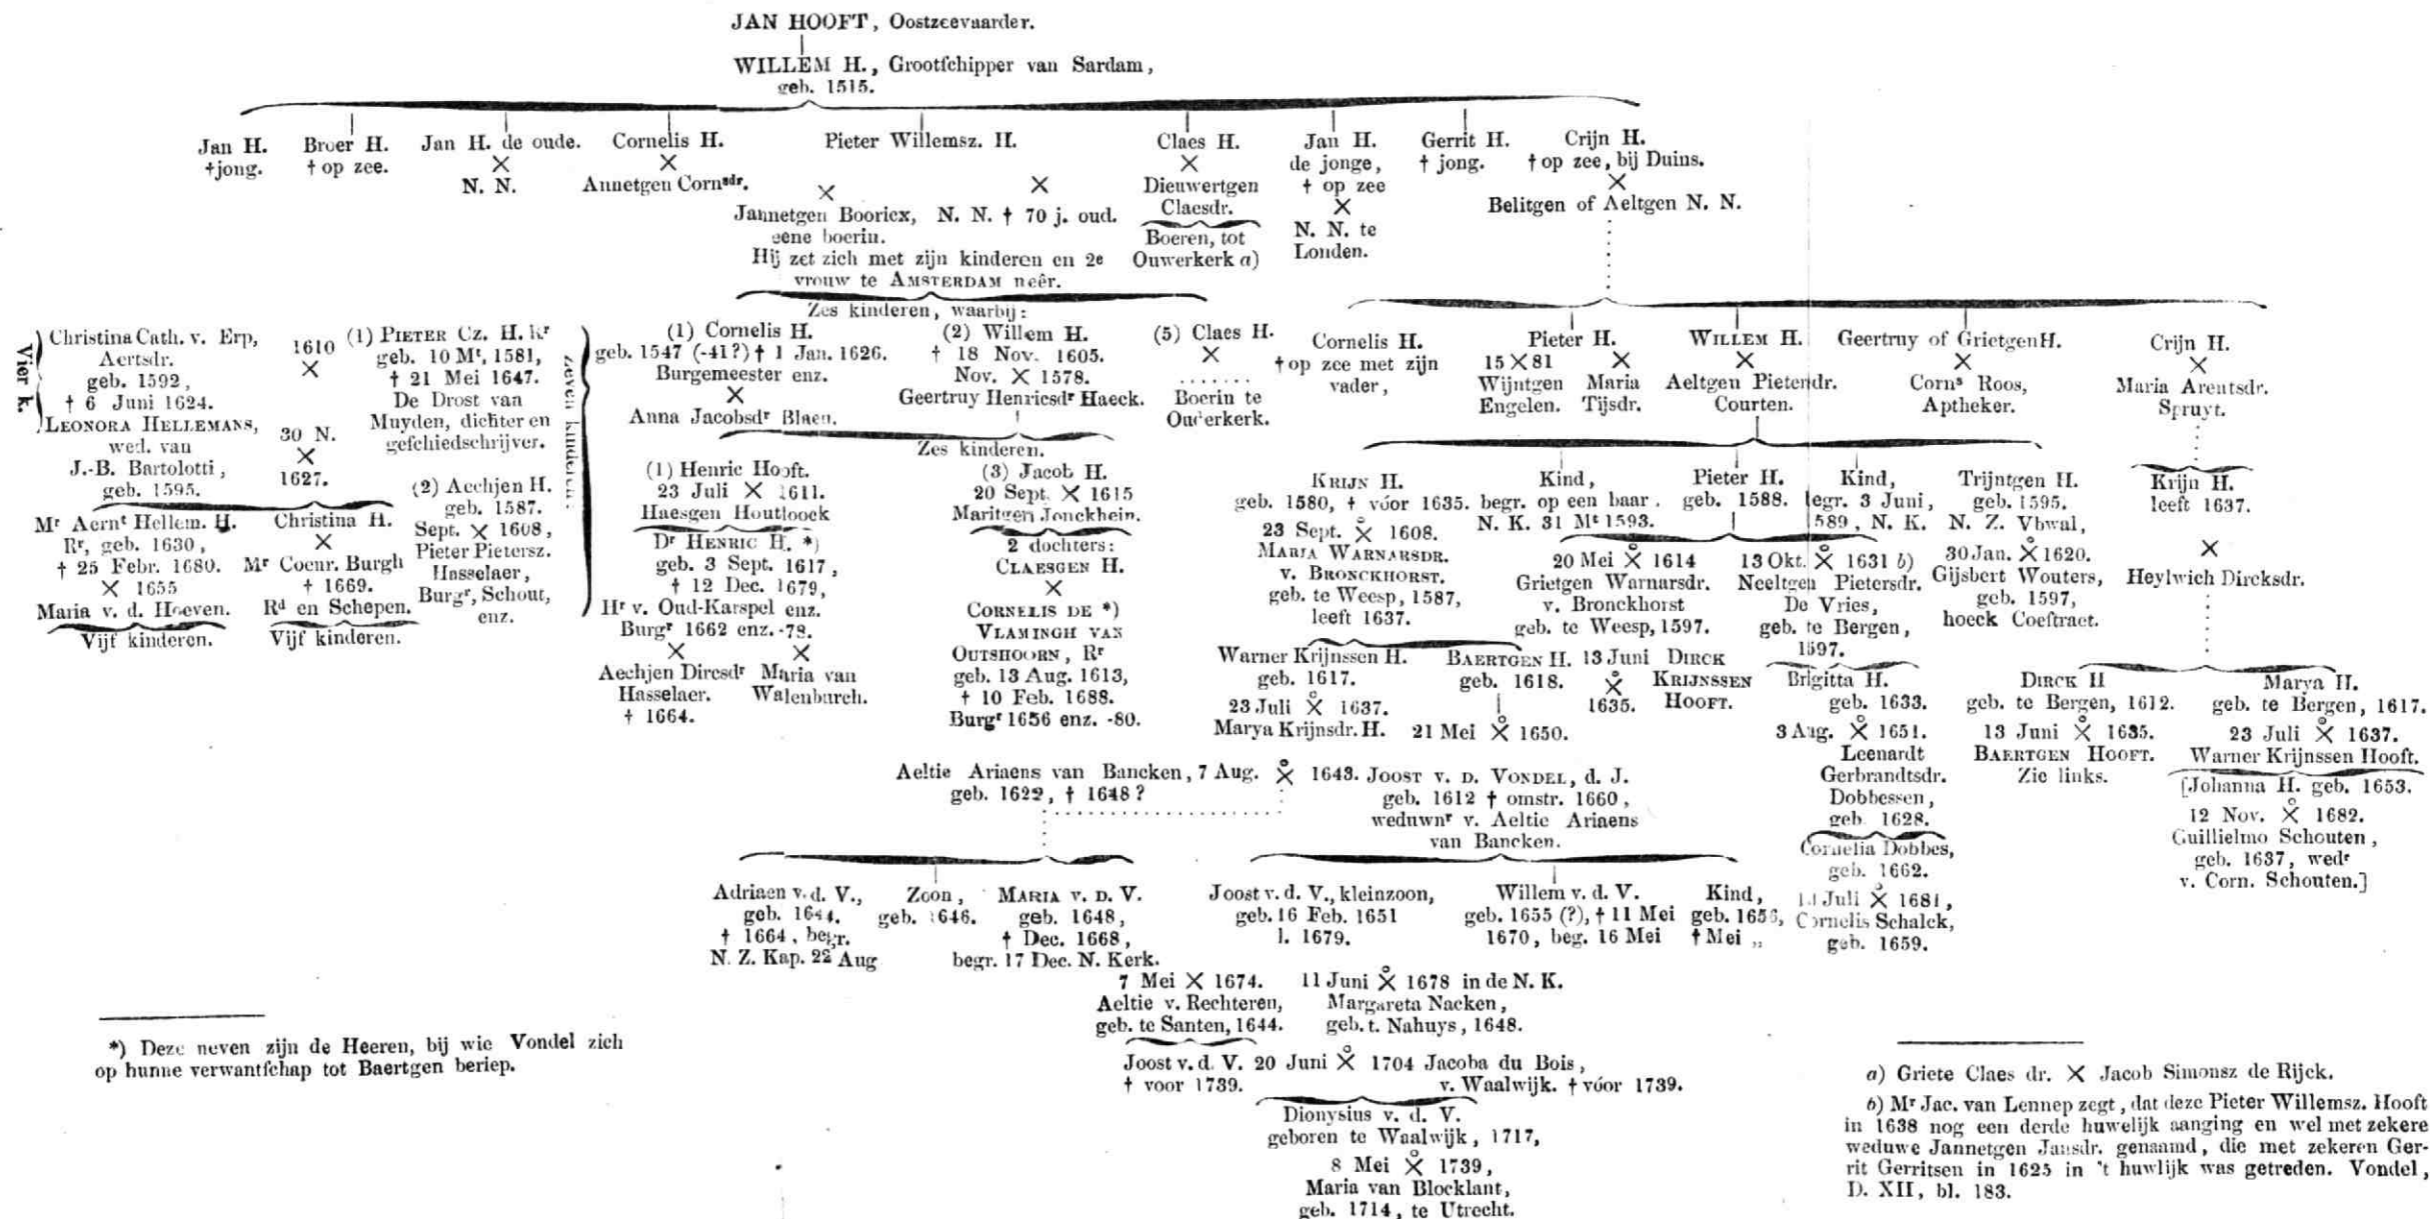 JAN HOOFT, Oostzeevaarder.
WILLEM H., Grootſchipper van Sardam,
geb. 1515.
Jan H.
†jong.
Broer H.
† op zee.
Jan H. de oude.
×
N. N.
Cornelis H.
×
Annetgen Cornsdr.
Pieter Willemsz. H.
× ×
Jannetgen Booriex, N. N. † 70 j. oud.
eene boerin.
Hij zet zich met zijn kinderen en 2e
vrouw te AMSTERDAM neêr.
Claes H.
×
Dieuwertgen
Claesdr.
Boeren, tot
Ouwerkerk a)
Jan H.
de jonge,
† op zee
×
N. N. te
Londen.
Gerrit H.
† jong.
Crijn H.
† op zee, bij Duins.
×
Belitgen of Aeltgen N. N.
Vier k.
Christina Cath. v. Erp,
Aertsdr.
geb. 1592,
† 6 Juni 1624.
LEONORA HELLEMANS,
wed. van
J.-B. Bartolotti,
geb. 1595.
1610
×
30 N.
×
1627.
(1) PIETER Cz. H. Kr
geb. 10 Mt, 1581,
† 21 Mei 1647.
De Drost van
Muyden, dichter en
geſchiedschrijver.
(2) Aechjen H.
geb. 1587.
Sept. × 1608,
Pieter Pietersz.
Hasselaer,
Burgr, Schout,
enz.
Zeven kinderen.
Mr Aernt Hellem. H.
Rr, geb. 1630,
† 25 Febr. 1680.
× 1655
Maria v. d. Hoeven.
Vijf kinderen.
Christina H.
×
Mr Coenr. Burgh
† 1669.
Rd en Schepen.
Vijf kinderen.
Zes kinderen, waarbij:
(1) Cornelis H.
geb. 1547 (-41?) † 1 Jan. 1626.
Burgemeester enz.
×
Anna Jacobsdr Blaeu.
(2) Willem H.
† 18 Nov. 1605.
Nov. × 1578.
Geertruy Henricsdr Haeck.
(5) Claes H.
×
.......
Boerin te
Ouderkerk.
Zes kinderen.
(1) Henric Hooft.
23 Juli × 1611.
Haesgen Houtloock
Dr HENRIC H. *)
geb. 3 Sept. 1617,
† 12 Dec. 1679,
Hr v. Oud-Karspel enz.
Burgr 1662 enz.-78.
× ×
Aechjen Dircsdr Maria van
Hasselaer. Walenburch.
† 1664.
(3) Jacob H.
20 Sept. × 1615
Maritgen Jonckhein.
2 dochters:
CLAESGEN H.
×
CORNELIS DE *)
VLAMINGH VAN
OUTSHOORN, Rr
geb. 13 Aug. 1613,
† 10 Feb. 1688.
Burgr 1656 enz. -80.
Cornelis H.
†op zee met zijn
vader,
Pieter H.
15 × 81 ×
Wijntgen Maria
Engelen. Tijsdr.
WILLEM H.
×
Aeltgen Pieterdr.
Courten.
Geertruy of Grietgen H.
×
Corns Roos,
Aptheker.
Crijn H.
×
Maria Arentsdr.
Spruyt.
KRIJN H.
geb. 1580, † vóor 1635.
23 Sept. × 1608.
MARIA WARNARSDR.
v. BRONCKHORST.
geb. te Weesp, 1587,
leeft 1637.
Kind,
begr. op een baar.
N. K. 31 Mt 1593.
Pieter H.
geb. 1588.
Kind,
begr. 3 Juni,
1589, N. K.
Trijntgen H.
geb. 1595.
N. Z. Vbwal,
30 Jan. × 1620.
Gijsbert Wouters,
geb. 1597,
hoeck Coeſtraet.
20 Mei × 1614
Grietgen Warnarsdr.
v. Bronckhorst
geb. te Weesp, 1597.
13 Okt. × 1631 b)
Neeltgen Pietersdr.
De Vries,
geb. te Bergen,
1597.
Krijn H.
leeft 1637.
×
Heylwich Dircksdr.
Warner Krijnssen H.
geb. 1617.
23 Juli × 1637.
Marya Krijnsdr. H.
BAERTGEN H. 13 Juni DIRCK
geb. 1618. × KRIJNSSEN
1635. HOOFT.
21 Mei × 1650.
Brigitta H.
geb. 1633.
3 Aug. × 1651.
Leenardt
Gerbrandtsdr.
Dobbessen,
geb. 1628.
Cornelia Dobbes,
geb. 1662.
Juli × 1681,
Cornelis Schalck,
geb. 1659.
DIRCK H
geb. te Bergen, 1612.
13 Juni × 1635.
BAERTGEN HOOFT.
Zie links.
Marya H.
geb. te Bergen, 1617.
23 Juli × 1637.
Warner Krijnssen Hooft.
[Johanna H. geb. 1653.
12 Nov. × 1682.
Guillielmo Schouten,
geb. 1637, wedr
v. Corn. Schouten.]
Aeltie Ariaens van Bancken, 7 Aug. × 1643. JOOST V. D. VONDEL, d. J.
geb. 1622, † 1648?
geb. 1612 † omstr. 1660,
weduwnr v. Aeltie Ariaens
van Bancken.
Adriaen v. d. V.,
geb. 1644.
† 1664, begr.
N. Z. Kap. 22 Aug
Zoon,
geb. 1646.
MARIA V. D. V.
geb. 1648,
† Dec. 1668,
begr. 17 Dec. N. Kerk.
Joost v. d. V., kleinzoon,
geb. 16 Feb. 1651
l. 1679.
Willem v. d. V.
geb. 1655 (?), † 11 Mei
1670, beg. 16 Mei
Kind,
geb. 1656,
† Mei „
7 Mei × 1674.
Aeltie v. Rechteren,
geb. te Santen, 1644.
11 Juni × 1678 in de N. K.
Margareta Nacken,
geb. t. Nahuys, 1648.
Joost v. d. V. 20 Juni × 1704 Jacoba du Bois,
† voor 1739. v. Waalwijk. † vóor 1739.
Dionysius v. d. V.
geboren te Waalwijk, 1717,
8 Mei × 1739,
Maria van Blocklant,
geb. 1714, te Utrecht.
*) Deze neven zijn de Heeren, bij wie Vondel zich
op hunne verwantſchap tot Baertgen beriep.
a) Griete Claes dr. × Jacob Simonsz de Rijck.
b) Mr Jac. van Lennep zegt, dat deze Pieter Willemsz. Hooft
in 1638 nog een derde huwelijk aanging en wel met zekere
weduwe Jannetgen Jansdr. genaamd, die met zekeren Ger-
rit Gerritsen in 1625 in 't huwlijk was getreden. Vondel,
D. XII, bl. 183.